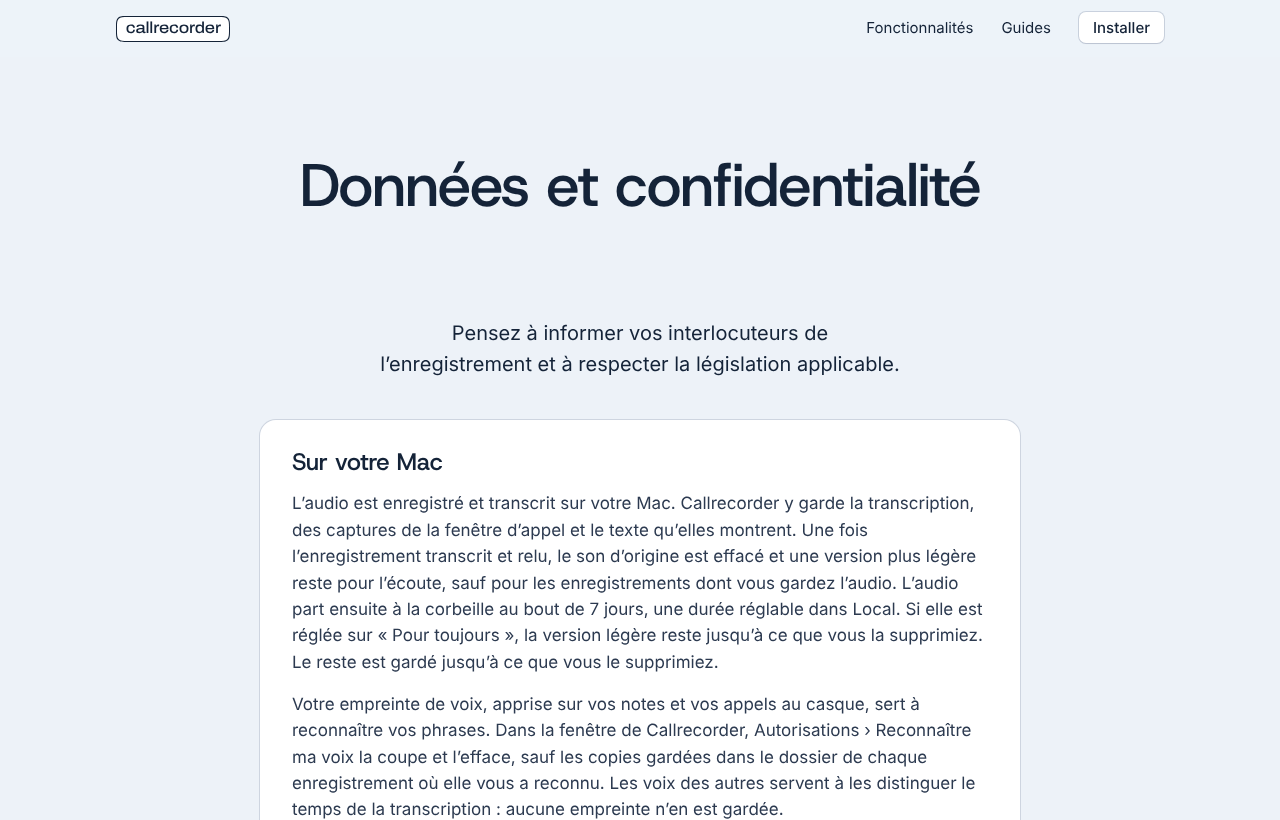 callrecorder
Fonctionnalités
Guides
Installer
Données et confidentialité
Pensez à informer vos interlocuteurs de
l’enregistrement et à respecter la législation applicable.
Sur votre Mac
L’audio est enregistré et transcrit sur votre Mac. Callrecorder y garde la transcription,
des captures de la fenêtre d’appel et le texte qu’elles montrent. Une fois
l’enregistrement transcrit et relu, le son d’origine est effacé et une version plus légère
reste pour l’écoute, sauf pour les enregistrements dont vous gardez l’audio. L’audio
part ensuite à la corbeille au bout de 7 jours, une durée réglable dans Local. Si elle est
réglée sur « Pour toujours », la version légère reste jusqu’à ce que vous la supprimiez.
Le reste est gardé jusqu’à ce que vous le supprimiez.
Votre empreinte de voix, apprise sur vos notes et vos appels au casque, sert à
reconnaître vos phrases. Dans la fenêtre de Callrecorder, Autorisations › Reconnaître
ma voix la coupe et l’efface, sauf les copies gardées dans le dossier de chaque
enregistrement où elle vous a reconnu. Les voix des autres servent à les distinguer le
temps de la transcription : aucune empreinte n’en est gardée.